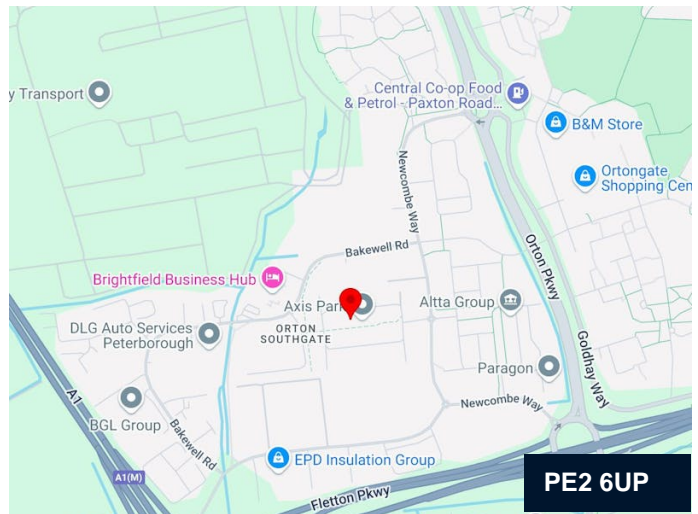 Central Co-op Food
& Petrol - Paxton Road...
y Transport
B&M Store
Ortongate
Shopping Cen
Newcombe Way
Orton Pkwy
Bakewell Rd
Brightfield Business Hub
Axis Park
Altta Group
DLG Auto Services
Peterborough
ORTON
SOUTHGATE
Goldhay Way
Paragon
A1
BGL Group
Newcombe Way
Bakewell Rd
EPD Insulation Group
A1(M)
Fletton Pkwy
PE2 6UP